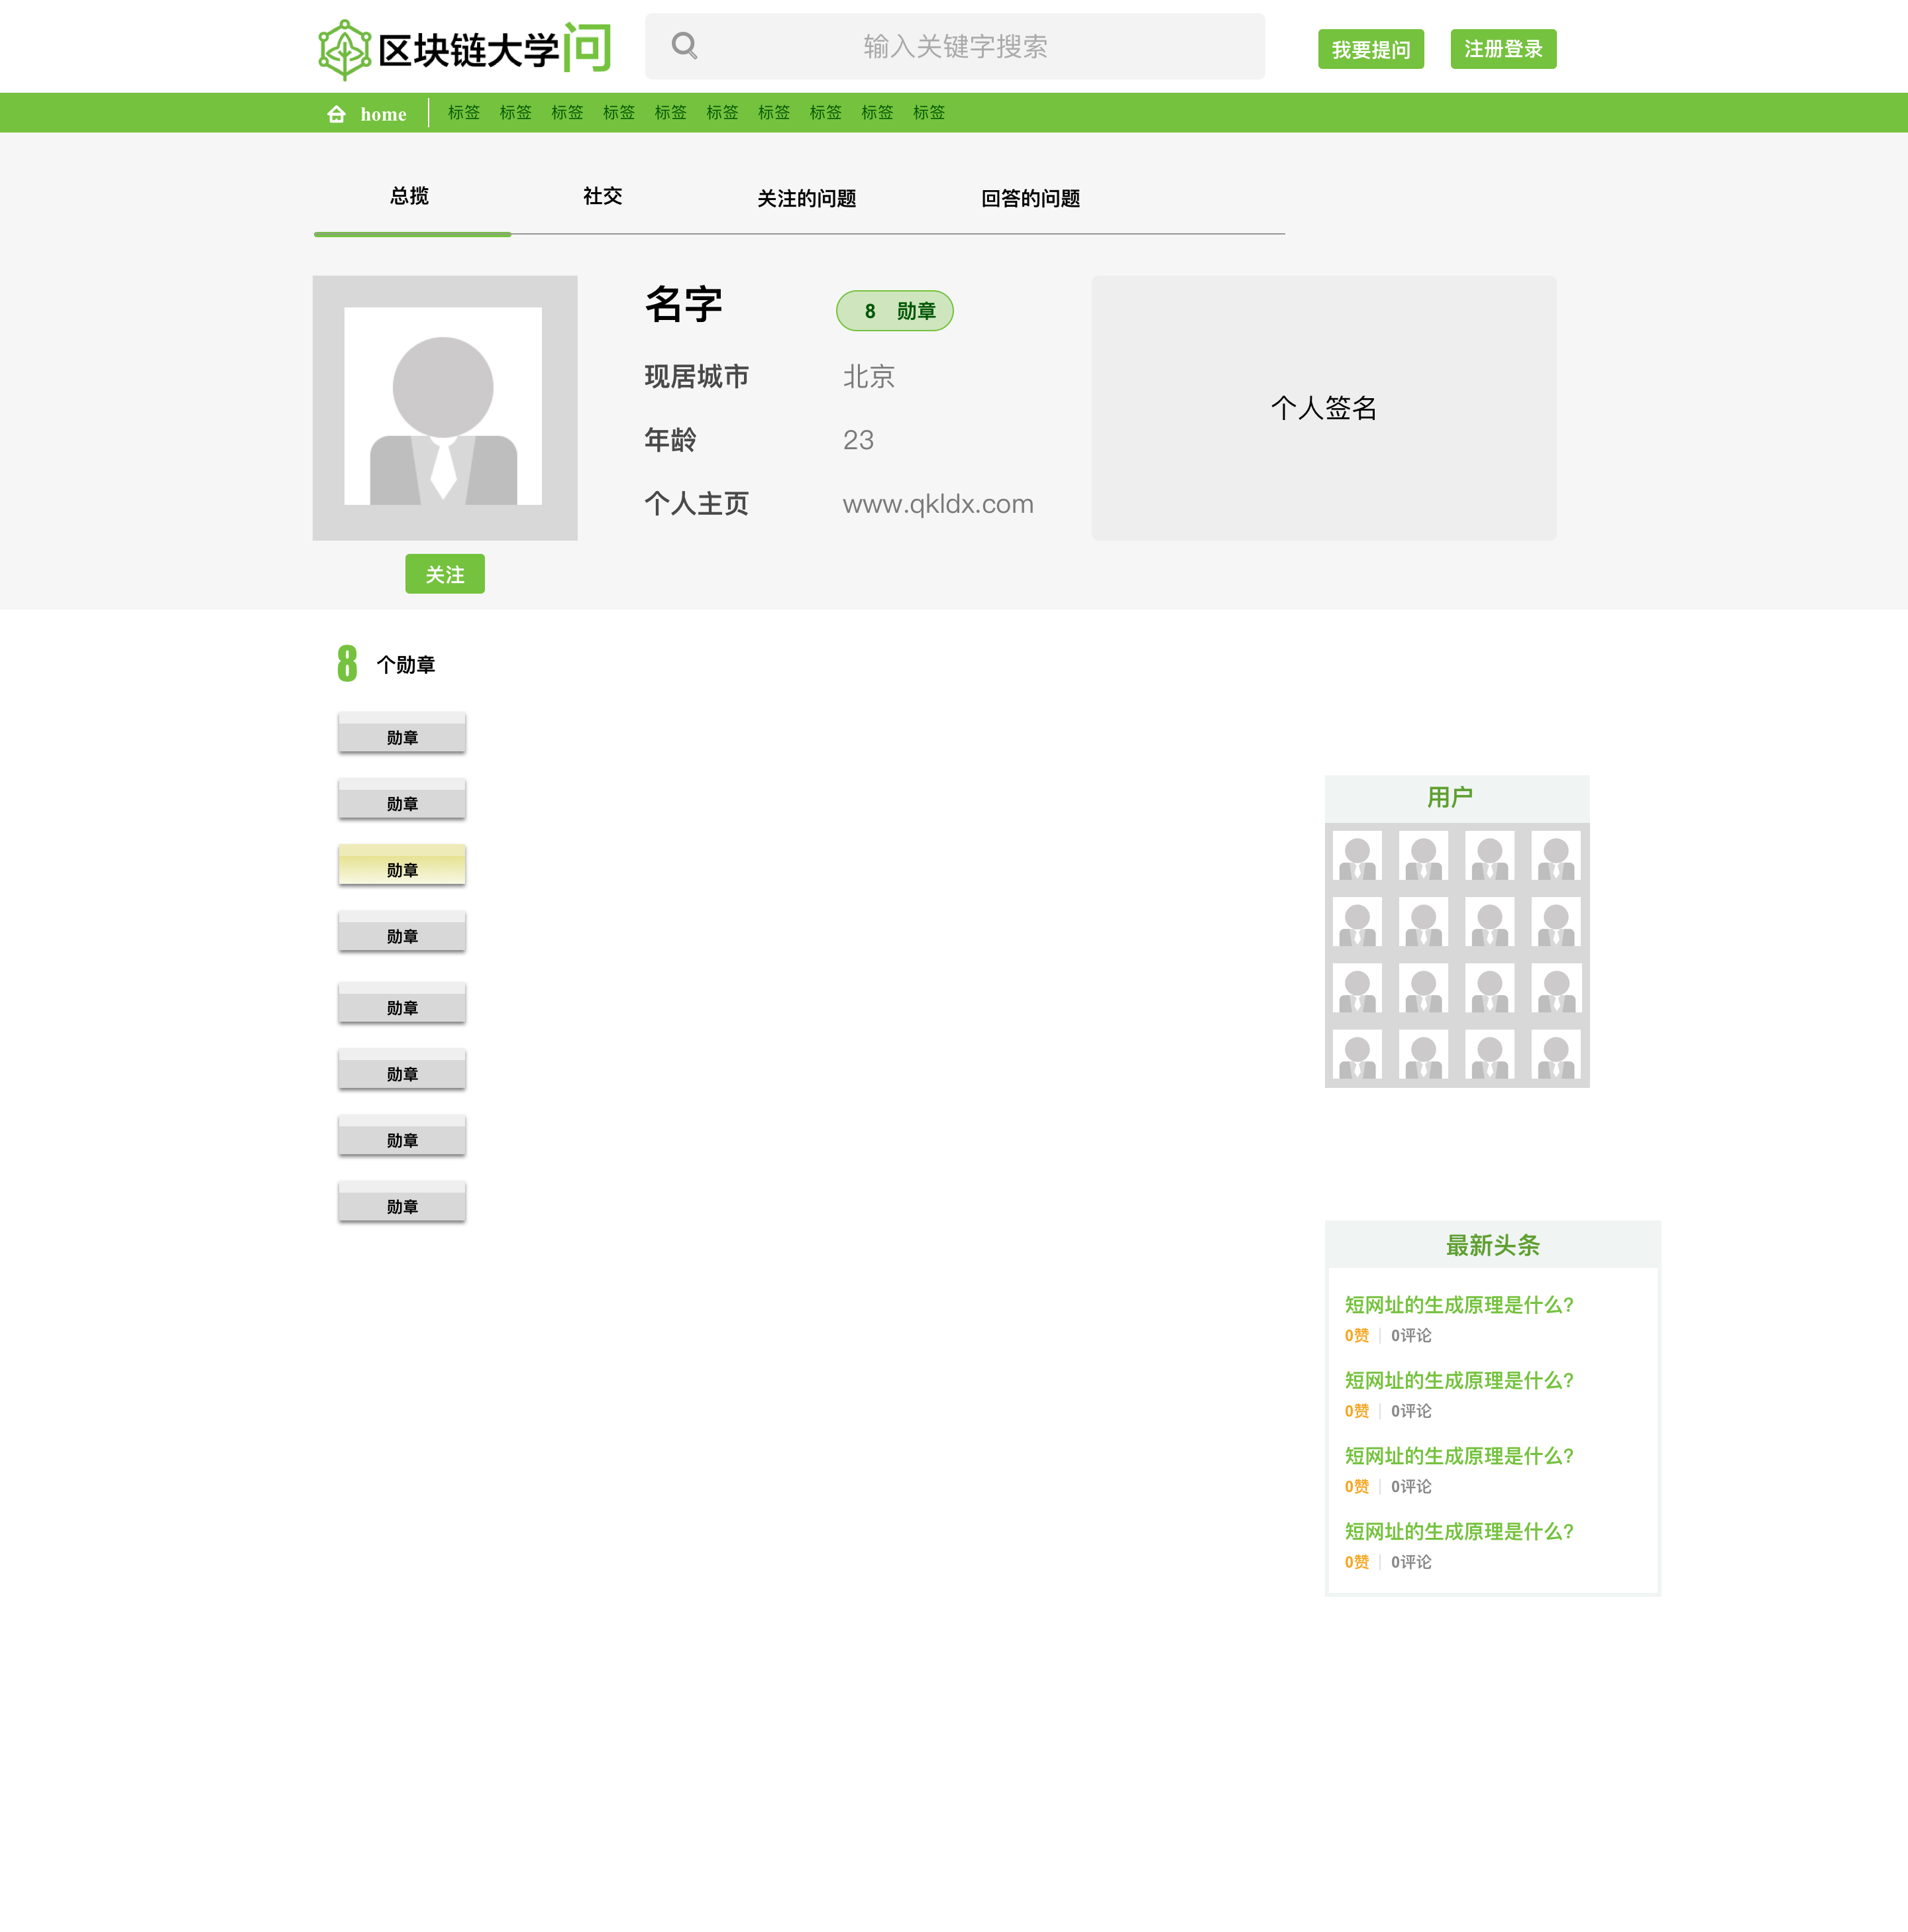 区块链大学问
输入关键字搜索
我要提问
注册登录
home 标签 标签 标签 标签 标签 标签 标签 标签 标签 标签
总揽 社交 关注的问题 回答的问题
名字
8 勋章
现居城市 北京
年龄 23
个人主页 www.qkldx.com
个人签名
关注
8 个勋章
勋章
勋章
勋章
勋章
勋章
勋章
勋章
勋章
用户
最新头条
短网址的生成原理是什么?
0赞 0评论
短网址的生成原理是什么?
0赞 0评论
短网址的生成原理是什么?
0赞 0评论
短网址的生成原理是什么?
0赞 0评论